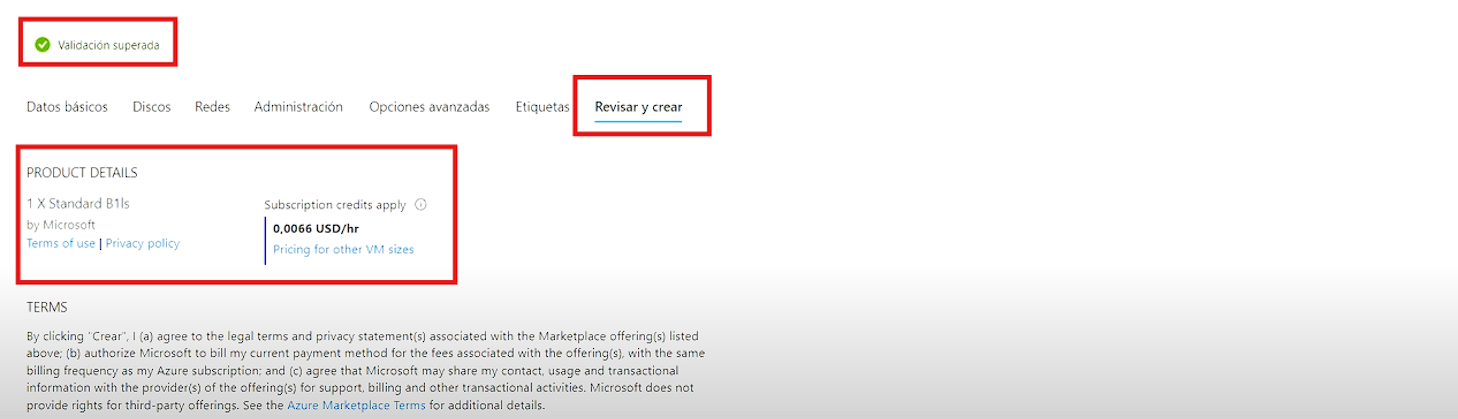 Validación superada
Datos básicos Discos Redes Administración Opciones avanzadas Etiquetas Revisar y crear
PRODUCT DETAILS
1 X Standard B1ls
by Microsoft
Terms of use | Privacy policy
Subscription credits apply
0,0066 USD/hr
Pricing for other VM sizes
TERMS
By clicking "Crear", I (a) agree to the legal terms and privacy statement(s) associated with the Marketplace offering(s) listed
above; (b) authorize Microsoft to bill my current payment method for the fees associated with the offering(s), with the same
billing frequency as my Azure subscription; and (c) agree that Microsoft may share my contact, usage and transactional
information with the provider(s) of the offering(s) for support, billing and other transactional activities. Microsoft does not
provide rights for third-party offerings. See the Azure Marketplace Terms for additional details.